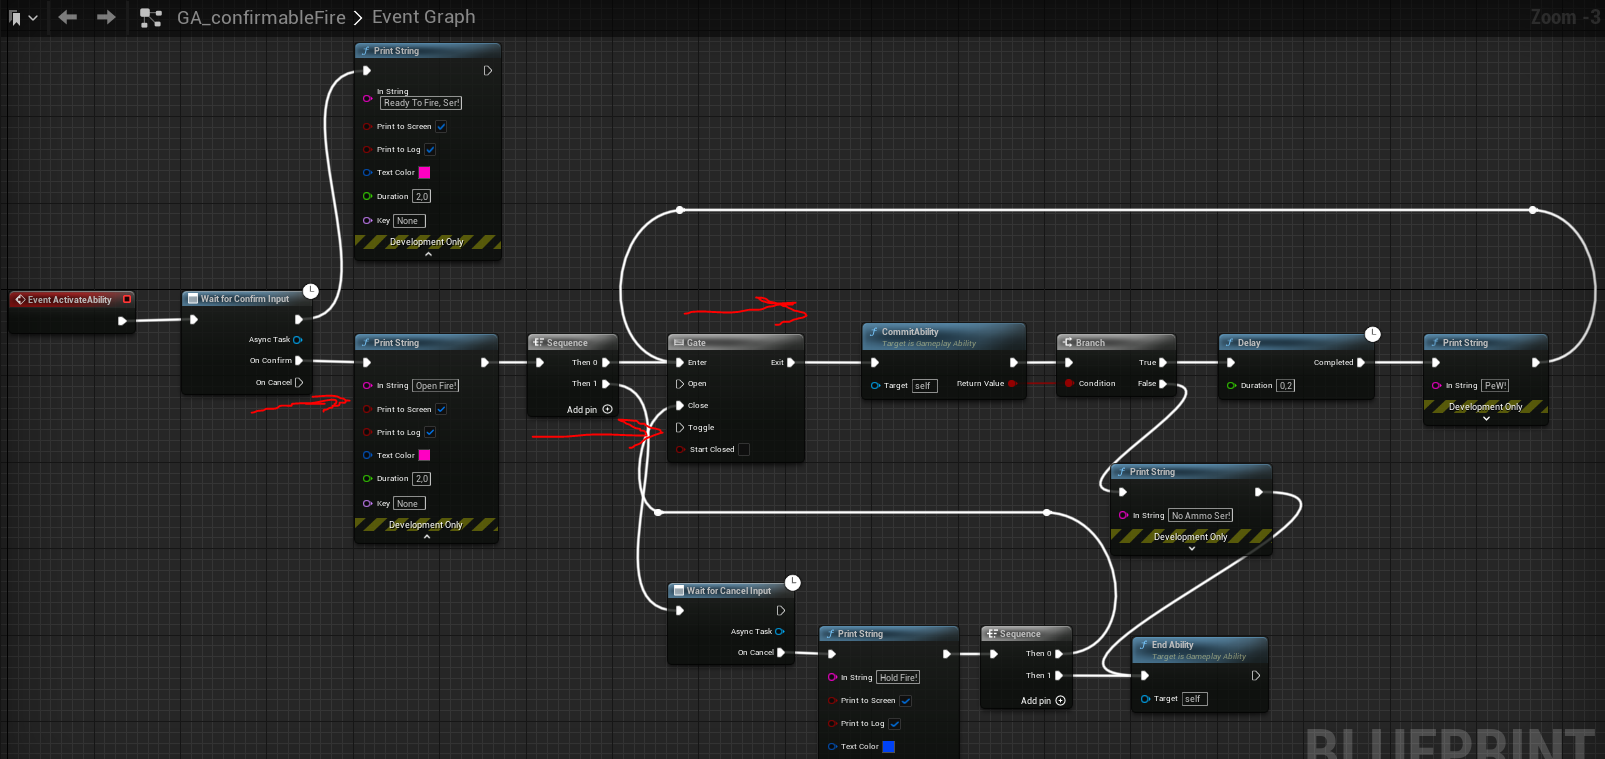 GA_confirmableFire > Event Graph
Zoom -3
Print String
In String
Ready To Fire, Ser!
Print to Screen
Print to Log
Text Color
Duration 2,0
Key None
Development Only
Event ActivateAbility
Wait for Confirm Input
Async Task
On Confirm
On Cancel
Print String
In String Open Fire!
Print to Screen
Print to Log
Text Color
Duration 2,0
Key None
Development Only
Sequence
Then 0
Then 1
Add pin
Gate
Enter Exit
Open
Close
Toggle
Start Closed
CommitAbility
Target is Gameplay Ability
Target self Return Value
Branch
True
Condition False
Delay
Completed
Duration 0,2
Print String
In String PeW!
Development Only
Print String
In String No Ammo Ser!
Development Only
Wait for Cancel Input
Async Task
On Cancel
Print String
In String Hold Fire!
Print to Screen
Print to Log
Text Color
Sequence
Then 0
Then 1
Add pin
End Ability
Target is Gameplay Ability
Target self
BLUEPRINT